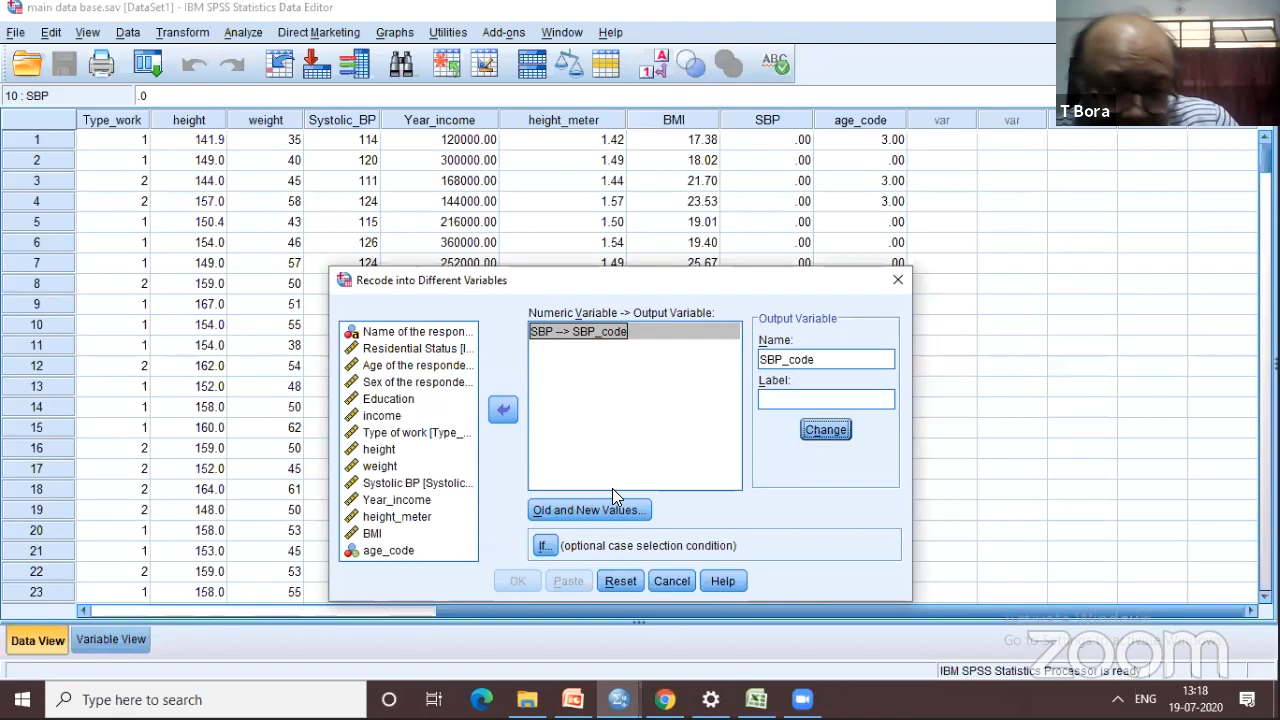 main data base.sav [DataSet1] - IBM SPSS Statistics Data Editor
File Edit View Data Transform Analyze Direct Marketing Graphs Utilities Add-ons Window Help
10 : SBP .0
T Bora
Type_work height weight Systolic_BP Year_income height_meter BMI SBP age_code var var
1 1 141.9 35 114 120000.00 1.42 17.38 .00 3.00
2 1 149.0 40 120 300000.00 1.49 18.02 .00 .00
3 2 144.0 45 111 168000.00 1.44 21.70 .00 3.00
4 2 157.0 58 124 144000.00 1.57 23.53 .00 3.00
5 1 150.4 43 115 216000.00 1.50 19.01 .00 .00
6 1 154.0 46 126 360000.00 1.54 19.40 .00 .00
7 1 149.0 57 124 252000.00 1.49 25.67 .00 .00
8 2 159.0 50
9 1 167.0 51
10 1 154.0 55
11 1 154.0 38
12 2 162.0 54
13 1 152.0 48
14 1 158.0 50
15 1 160.0 62
16 2 159.0 50
17 2 152.0 45
18 2 164.0 61
19 2 148.0 50
20 1 158.0 53
21 1 153.0 45
22 2 159.0 53
23 1 158.0 55
Recode into Different Variables
Name of the respon...
Residential Status [I...
Age of the responde...
Sex of the responde...
Education
income
Type of work [Type_...
height
weight
Systolic BP [Systolic...
Year_income
height_meter
BMI
age_code
Numeric Variable -> Output Variable:
SBP --> SBP_code
Output Variable
Name:
SBP_code
Label:
Change
Old and New Values...
If... (optional case selection condition)
OK Paste Reset Cancel Help
Data View Variable View
zoom
IBM SPSS Statistics Processor is ready
Type here to search
ENG
13:18
19-07-2020